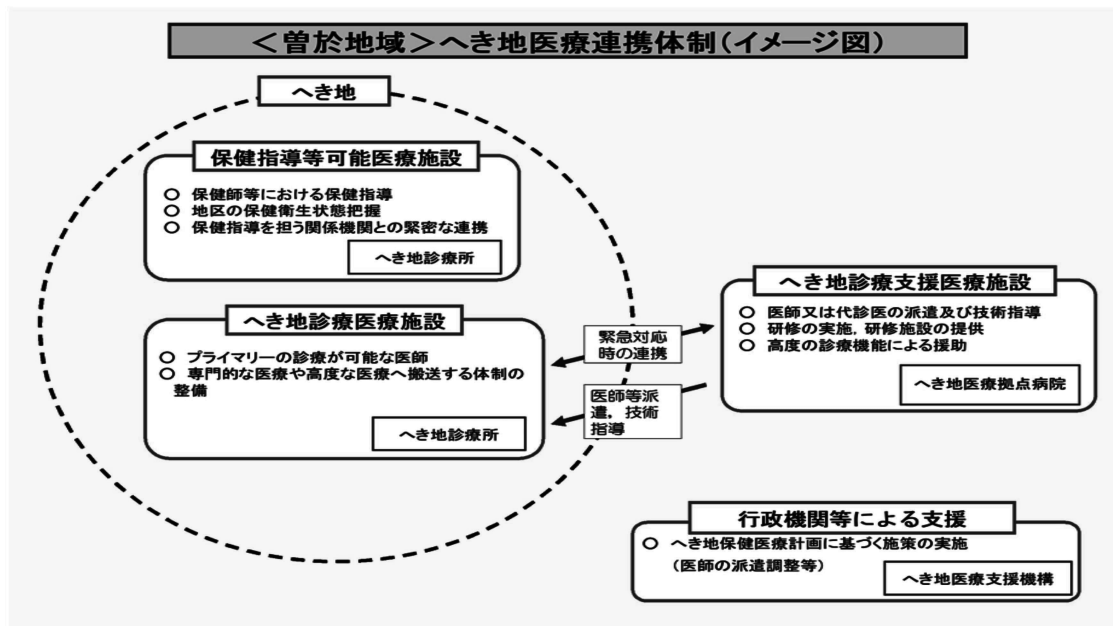 ＜曽於地域＞へき地医療連携体制（イメージ図）
へき地
保健指導等可能医療施設
○ 保健師等における保健指導
○ 地区の保健衛生状態把握
○ 保健指導を担う関係機関との緊密な連携
へき地診療所
へき地診療医療施設
○ プライマリーの診療が可能な医師
○ 専門的な医療や高度な医療へ搬送する体制の
整備
へき地診療所
緊急対応
時の連携
医師等派
遣，技術
指導
へき地診療支援医療施設
○ 医師又は代診医の派遣及び技術指導
○ 研修の実施，研修施設の提供
○ 高度の診療機能による援助
へき地医療拠点病院
行政機関等による支援
○ へき地保健医療計画に基づく施策の実施
（医師の派遣調整等）
へき地医療支援機構